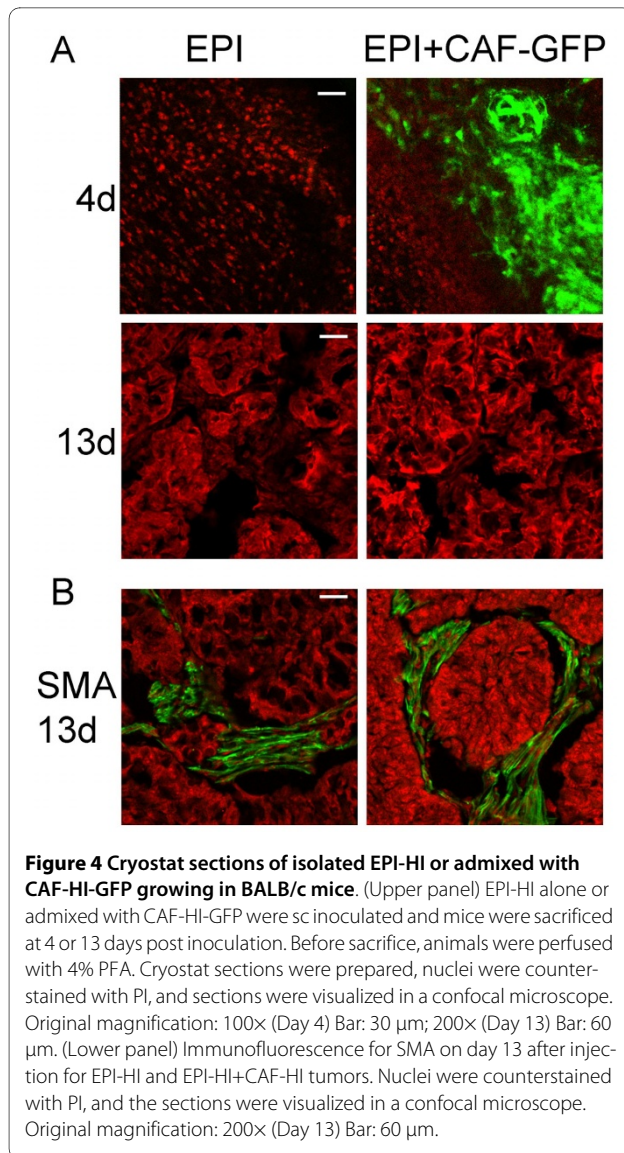 A
EPI
EPI+CAF-GFP
4d
13d
B
SMA
13d
Figure 4 Cryostat sections of isolated EPI-HI or admixed with
CAF-HI-GFP growing in BALB/c mice. (Upper panel) EPI-HI alone or
admixed with CAF-HI-GFP were sc inoculated and mice were sacrificed
at 4 or 13 days post inoculation. Before sacrifice, animals were perfused
with 4% PFA. Cryostat sections were prepared, nuclei were counter-
stained with PI, and sections were visualized in a confocal microscope.
Original magnification: 100× (Day 4) Bar: 30 μm; 200× (Day 13) Bar: 60
μm. (Lower panel) Immunofluorescence for SMA on day 13 after injec-
tion for EPI-HI and EPI-HI+CAF-HI tumors. Nuclei were counterstained
with PI, and the sections were visualized in a confocal microscope.
Original magnification: 200× (Day 13) Bar: 60 μm.